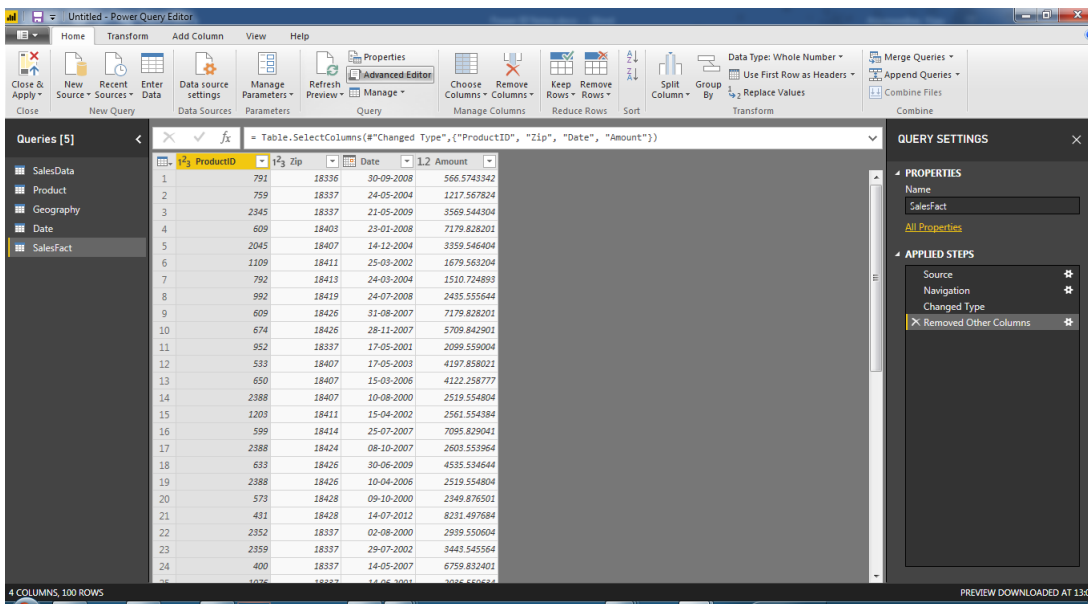 Untitled - Power Query Editor
Home Transform Add Column View Help
Close & Apply
New Source
Recent Sources
Enter Data
Data source settings
Manage Parameters
Refresh Preview
Properties
Advanced Editor
Manage
Choose Columns
Remove Columns
Keep Rows
Remove Rows
Split Column
Group By
Data Type: Whole Number
Use First Row as Headers
1 2 Replace Values
Merge Queries
Append Queries
Combine Files
Close New Query Data Sources Parameters Query Manage Columns Reduce Rows Sort Transform Combine
Queries [5]
SalesData
Product
Geography
Date
SalesFact
fx = Table.SelectColumns(#"Changed Type",{"ProductID", "Zip", "Date", "Amount"})
1 2 3 ProductID 1 2 3 Zip Date 1.2 Amount
1 791 18336 30-09-2008 566.5743342
2 759 18337 24-05-2004 1217.567824
3 2345 18337 21-05-2009 3569.544304
4 609 18403 23-01-2008 7179.828201
5 2045 18407 14-12-2004 3359.546404
6 1109 18411 25-03-2002 1679.563204
7 792 18413 24-03-2004 1510.724893
8 992 18419 24-07-2008 2435.555644
9 609 18426 31-08-2007 7179.828201
10 674 18426 28-11-2007 5709.842901
11 952 18337 17-05-2001 2099.559004
12 533 18407 17-05-2003 4197.858021
13 650 18407 15-03-2006 4122.258777
14 2388 18407 10-08-2000 2519.554804
15 1203 18411 15-04-2002 2561.554384
16 599 18414 25-07-2007 7095.829041
17 2388 18424 08-10-2007 2603.553964
18 633 18426 30-06-2009 4535.534644
19 2388 18426 10-04-2006 2519.554804
20 573 18428 09-10-2000 2349.876501
21 431 18428 14-07-2012 8231.497684
22 2352 18337 02-08-2000 2939.550604
23 2359 18337 29-07-2002 3443.545564
24 400 18337 14-05-2007 6759.832401
QUERY SETTINGS
PROPERTIES
Name
SalesFact
All Properties
APPLIED STEPS
Source
Navigation
Changed Type
Removed Other Columns
4 COLUMNS, 100 ROWS
PREVIEW DOWNLOADED AT